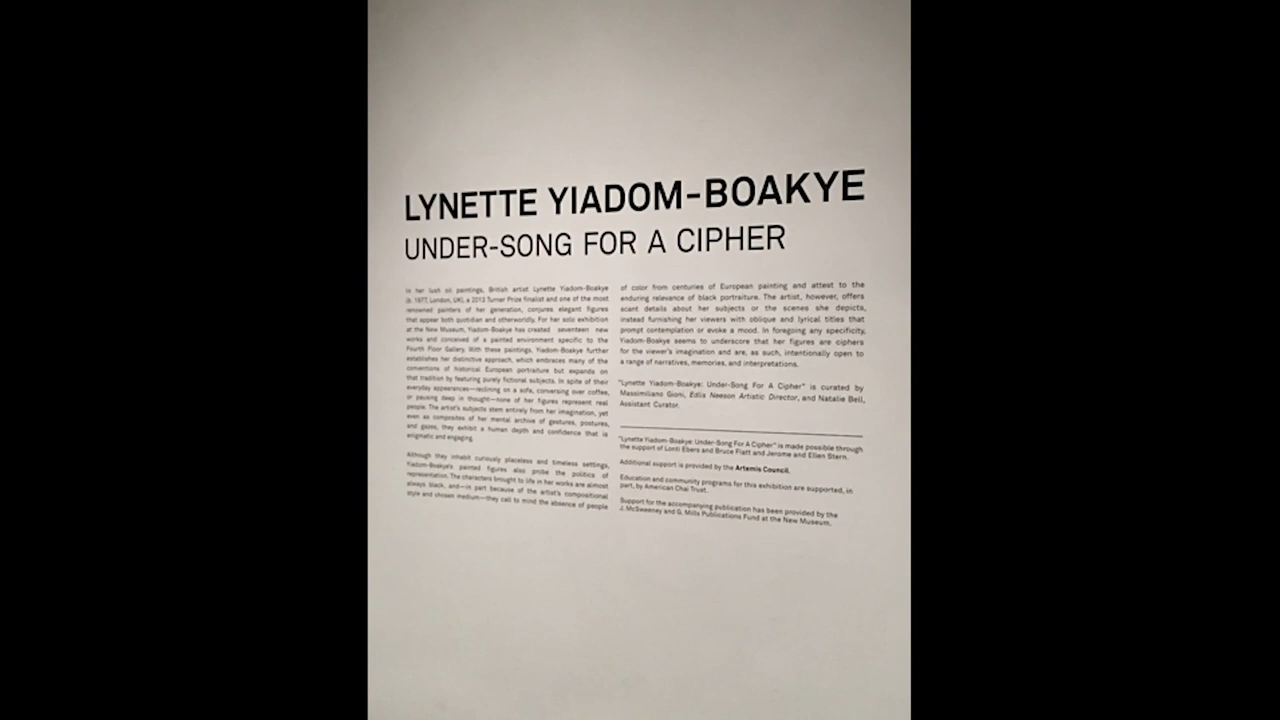 LYNETTE YIADOM-BOAKYE
UNDER-SONG FOR A CIPHER
In her lush oil paintings, British artist Lynette Yiadom-Boakye
(b. 1977, London, UK), a 2013 Turner Prize finalist and one of the most
renowned painters of her generation, conjures elegant figures
that appear both quotidian and otherworldly. For her solo exhibition
at the New Museum, Yiadom-Boakye has created seventeen new
works and conceived of a painted environment specific to the
Fourth Floor Gallery. With these paintings, Yiadom-Boakye further
establishes her distinctive approach, which embraces many of the
conventions of historical European portraiture but expands on
that tradition by featuring purely fictional subjects. In spite of their
everyday appearances—reclining on a sofa, conversing over coffee,
or pausing deep in thought—none of her figures represent real
people. The artist's subjects stem entirely from her imagination, yet
even as composites of her mental archive of gestures, postures,
and gazes, they exhibit a human depth and confidence that is
enigmatic and engaging.
Although they inhabit curiously placeless and timeless settings,
Yiadom-Boakye's painted figures also probe the politics of
representation. The characters brought to life in her works are almost
always black, and—in part because of the artist's compositional
style and chosen medium—they call to mind the absence of people
of color from centuries of European painting and attest to the
enduring relevance of black portraiture. The artist, however, offers
scant details about her subjects or the scenes she depicts,
instead furnishing her viewers with oblique and lyrical titles that
prompt contemplation or evoke a mood. In foregoing any specificity,
Yiadom-Boakye seems to underscore that her figures are ciphers
for the viewer's imagination and are, as such, intentionally open to
a range of narratives, memories, and interpretations.
"Lynette Yiadom-Boakye: Under-Song For A Cipher" is curated by
Massimiliano Gioni, Edlis Neeson Artistic Director, and Natalie Bell,
Assistant Curator.
"Lynette Yiadom-Boakye: Under-Song For A Cipher" is made possible through
the support of Lonti Ebers and Bruce Flatt and Jerome and Ellen Stern.
Additional support is provided by the Artemis Council.
Education and community programs for this exhibition are supported, in
part, by American Chai Trust.
Support for the accompanying publication has been provided by the
J. McSweeney and G. Mills Publications Fund at the New Museum.